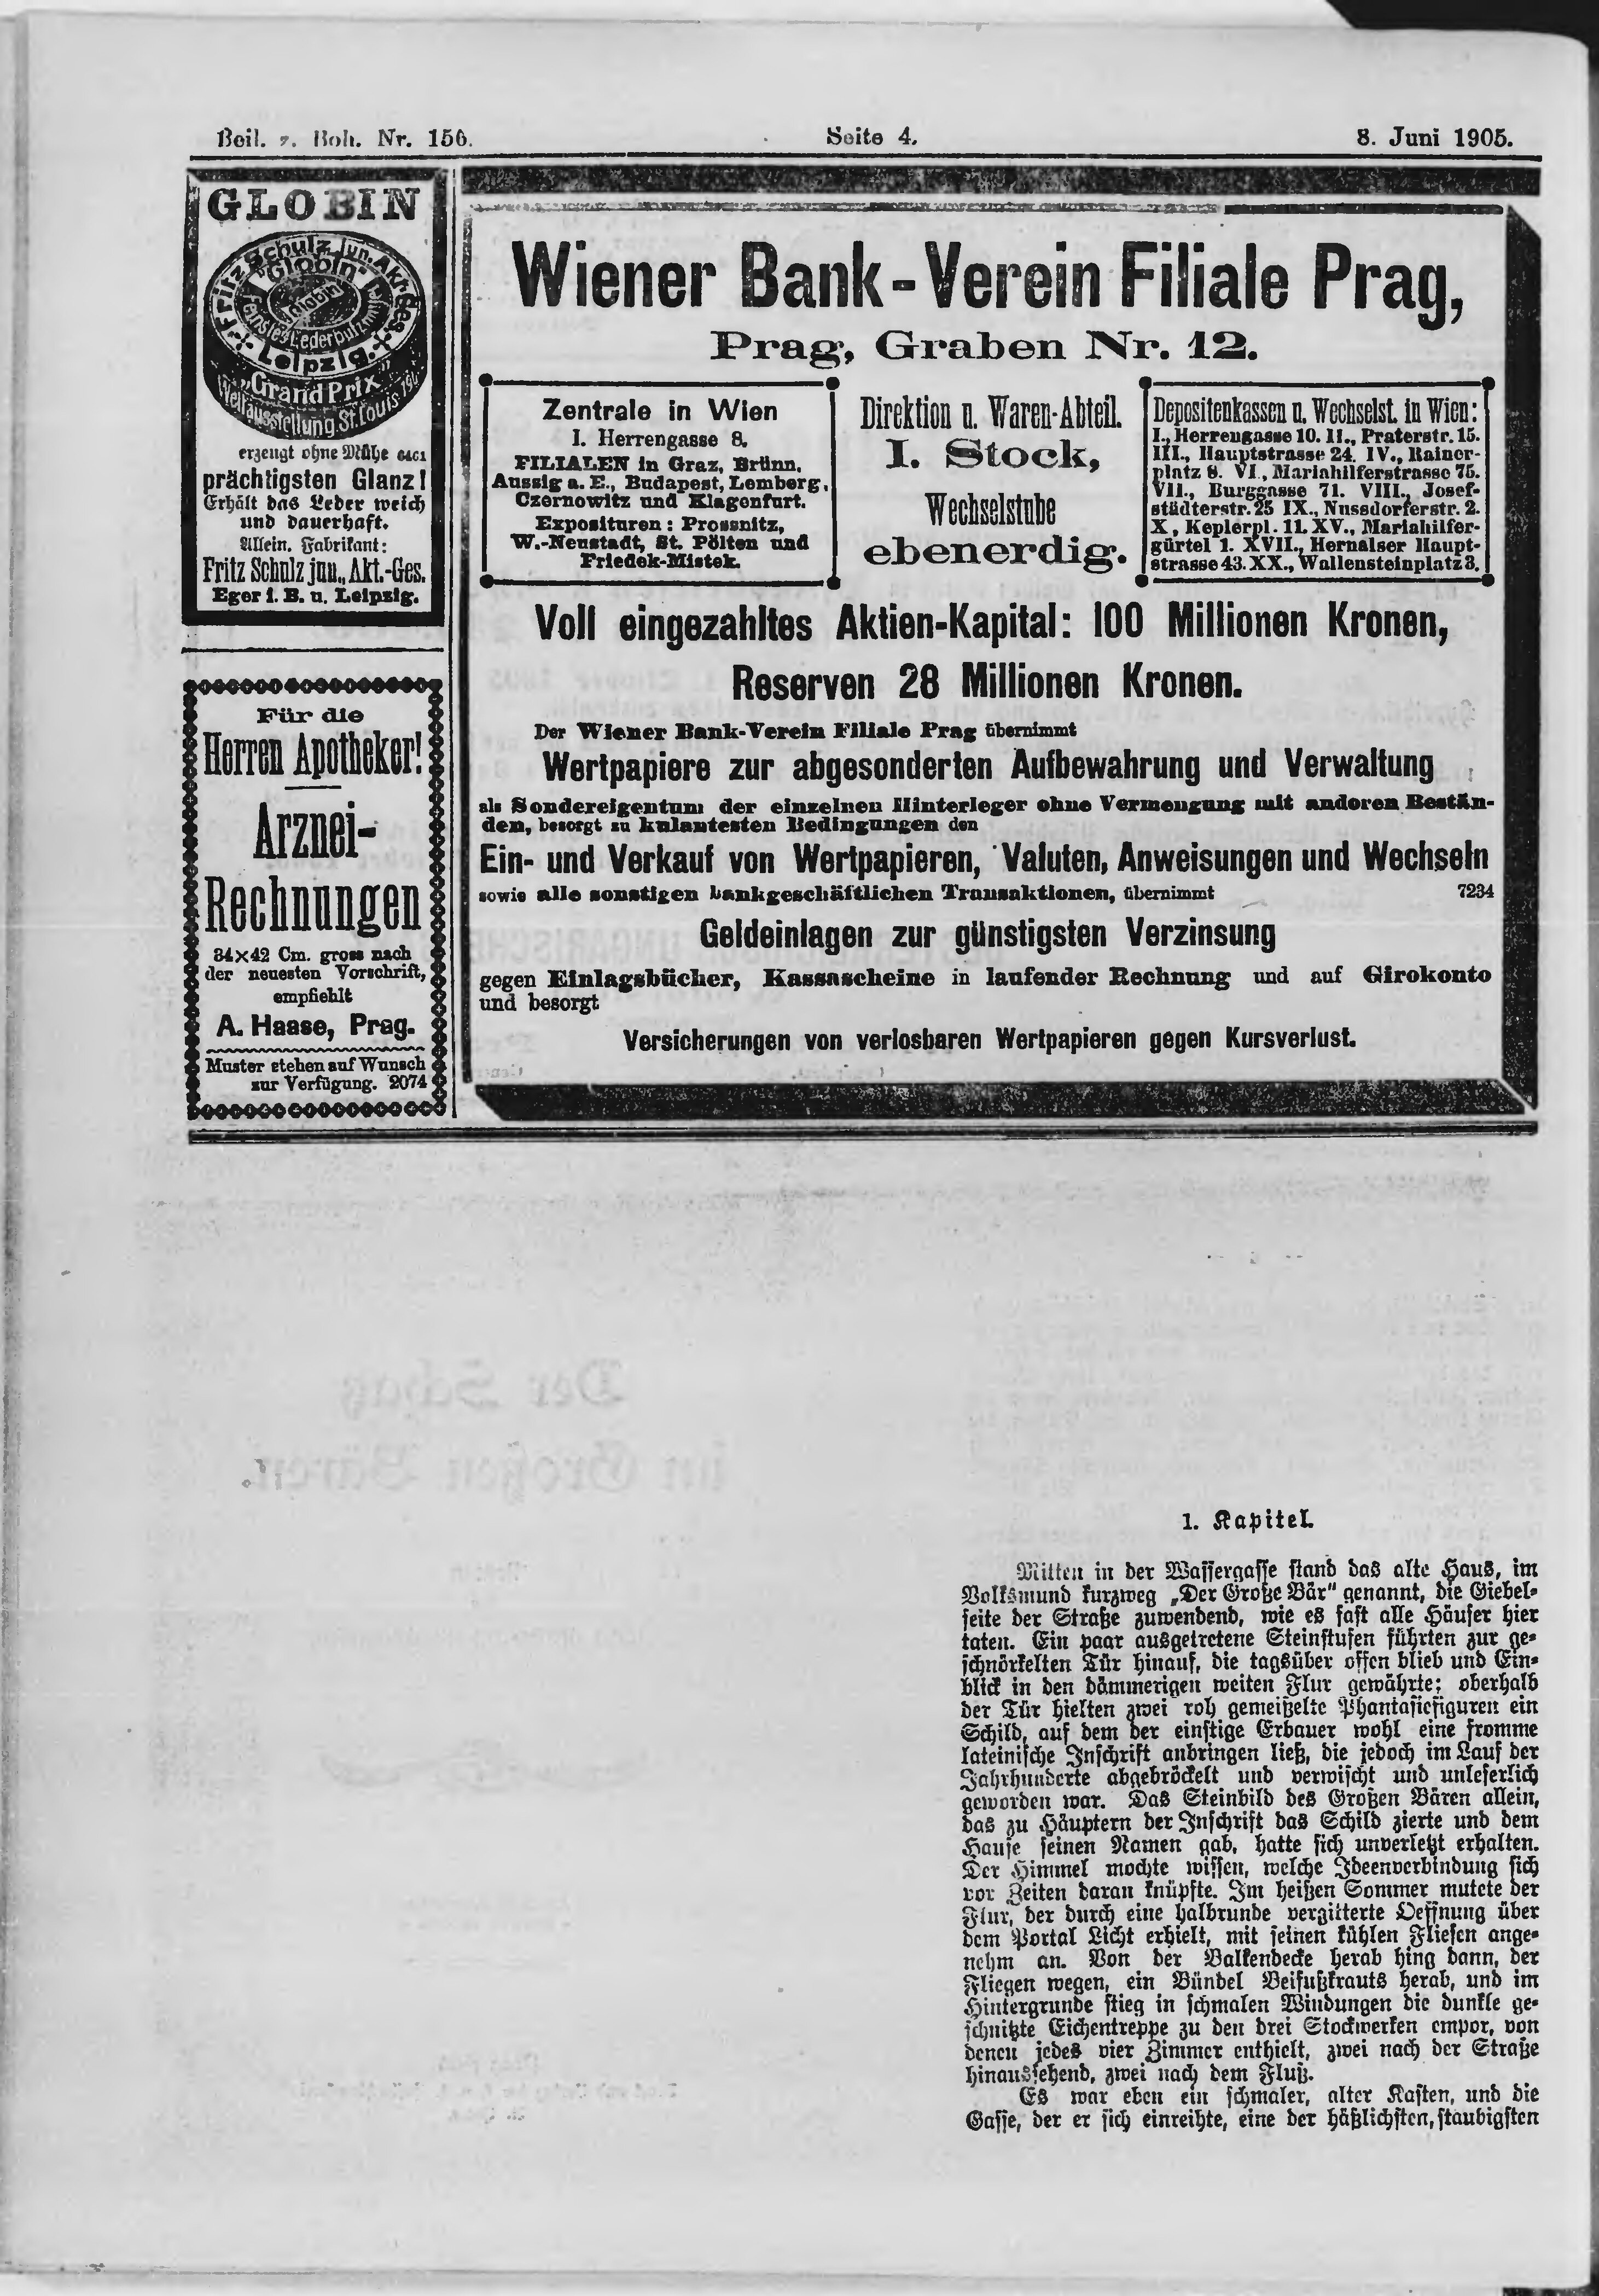 Beil. z. Boh. Nr. 156.
Seite 4.
8. Juni 1905.
GLOBIN
Fritz Schulz jun. Akt.-Ges.
Leipzig.
"Globin"
Globin
Feinstes Lederputzmittel
"Grand Prix"
Weltausstellung St. Louis 1904
erzeugt ohne Mühe 6461
prächtigsten Glanz!
Erhält das Leder weich
und dauerhaft.
Allein. Fabrikant:
Fritz Schulz jun., Akt.-Ges.
Eger i. B. u. Leipzig.
Für die
Herren Apotheker!
Arznei-
Rechnungen
34×42 Cm. gross nach
der neuesten Vorschrift,
empfiehlt
A. Haase, Prag.
Muster stehen auf Wunsch
zur Verfügung. 2074
Wiener Bank-Verein Filiale Prag,
Prag, Graben Nr. 12.
Zentrale in Wien
I. Herrengasse 8.
FILIALEN in Graz, Brünn,
Aussig a. E., Budapest, Lemberg,
Czernowitz und Klagenfurt.
Exposituren: Prossnitz,
W.-Neustadt, St. Pölten und
Friedek-Mistek.
Direktion u. Waren-Abteil.
I. Stock,
Wechselstube
ebenerdig.
Depositenkassen u. Wechselst. in Wien:
I., Herrengasse 10. II., Praterstr. 15.
III., Hauptstrasse 24. IV., Rainer-
platz 8. VI., Mariahilferstrasse 75.
VII., Burggasse 71. VIII., Josef-
städterstr. 25 IX., Nussdorferstr. 2.
X, Keplerpl. 11. XV., Mariahilfer-
gürtel 1. XVII., Hernalser Haupt-
strasse 43. XX., Wallensteinplatz 3.
Voll eingezahltes Aktien-Kapital: 100 Millionen Kronen,
Reserven 28 Millionen Kronen.
Der Wiener Bank-Verein Filiale Prag übernimmt
Wertpapiere zur abgesonderten Aufbewahrung und Verwaltung
als Sondereigentum der einzelnen Hinterleger ohne Vermengung mit anderen Bestän-
den, besorgt zu kulantesten Bedingungen den
Ein- und Verkauf von Wertpapieren, Valuten, Anweisungen und Wechseln
sowie alle sonstigen bankgeschäftlichen Transaktionen, übernimmt 7234
Geldeinlagen zur günstigsten Verzinsung
gegen Einlagsbücher, Kassascheine in laufender Rechnung und auf Girokonto
und besorgt
Versicherungen von verlosbaren Wertpapieren gegen Kursverlust.
1. Kapitel.
Mitten in der Wassergasse stand das alte Haus, im
Volksmund kurzweg „Der Große Bär" genannt, die Giebel-
seite der Straße zuwendend, wie es fast alle Häuser hier
taten. Ein paar ausgetretene Steinstufen führten zur ge-
schnörkelten Tür hinauf, die tagsüber offen blieb und Ein-
blick in den dämmerigen weiten Flur gewährte; oberhalb
der Tür hielten zwei roh gemeißelte Phantasiefiguren ein
Schild, auf dem der einstige Erbauer wohl eine fromme
lateinische Inschrift anbringen ließ, die jedoch im Lauf der
Jahrhunderte abgebröckelt und verwischt und unleserlich
geworden war. Das Steinbild des Großen Bären allein,
das zu Häupten der Inschrift das Schild zierte und dem
Hause seinen Namen gab, hatte sich unverletzt erhalten.
Der Himmel mochte wissen, welche Ideenverbindung sich
vor Zeiten daran knüpfte. Im heißen Sommer mutete der
Flur, der durch eine halbrunde vergitterte Oeffnung über
dem Portal Licht erhielt, mit seinen kühlen Fliesen ange-
nehm an. Von der Balkendecke herab hing dann, der
Fliegen wegen, ein Bündel Beifußkrauts herab, und im
Hintergrunde stieg in schmalen Windungen die dunkle ge-
schnitzte Eichentreppe zu den drei Stockwerken empor, von
denen jedes vier Zimmer enthielt, zwei nach der Straße
hinaussehend, zwei nach dem Fluß.
Es war eben ein schmaler, alter Kasten, und die
Gasse, der er sich einreihte, eine der häßlichsten, staubigsten